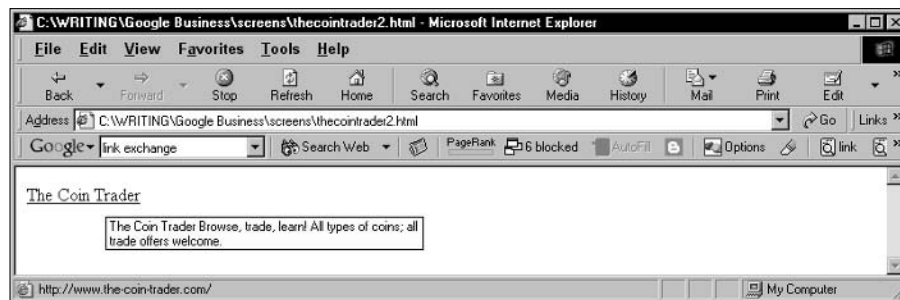 C:\WRITING\Google Business\screens\thecointrader2.html - Microsoft Internet Explorer
File Edit View Favorites Tools Help
Back Forward Stop Refresh Home Search Favorites Media History Mail Print Edit
Address C:\WRITING\Google Business\screens\thecointrader2.html Go Links
Google link exchange Search Web PageRank 6 blocked AutoFill Options link
The Coin Trader
The Coin Trader Browse, trade, learn! All types of coins; all
trade offers welcome.
http://www.the-coin-trader.com/ My Computer